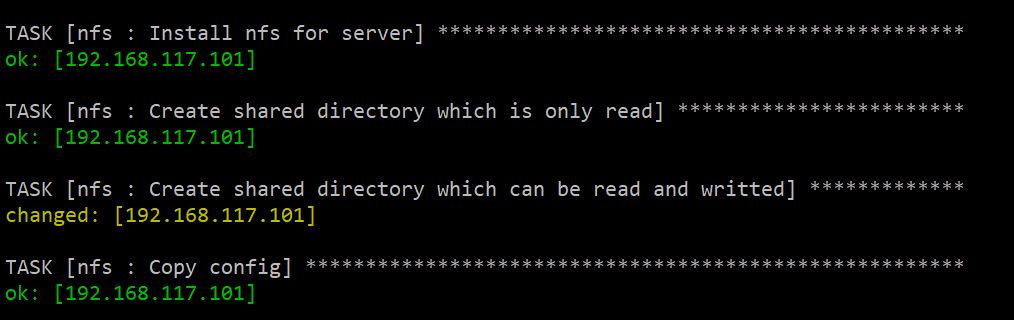 TASK [nfs : Install nfs for server] ********************************************
ok: [192.168.117.101]
TASK [nfs : Create shared directory which is only read] ************************
ok: [192.168.117.101]
TASK [nfs : Create shared directory which can be read and writted] *************
changed: [192.168.117.101]
TASK [nfs : Copy config] *******************************************************
ok: [192.168.117.101]